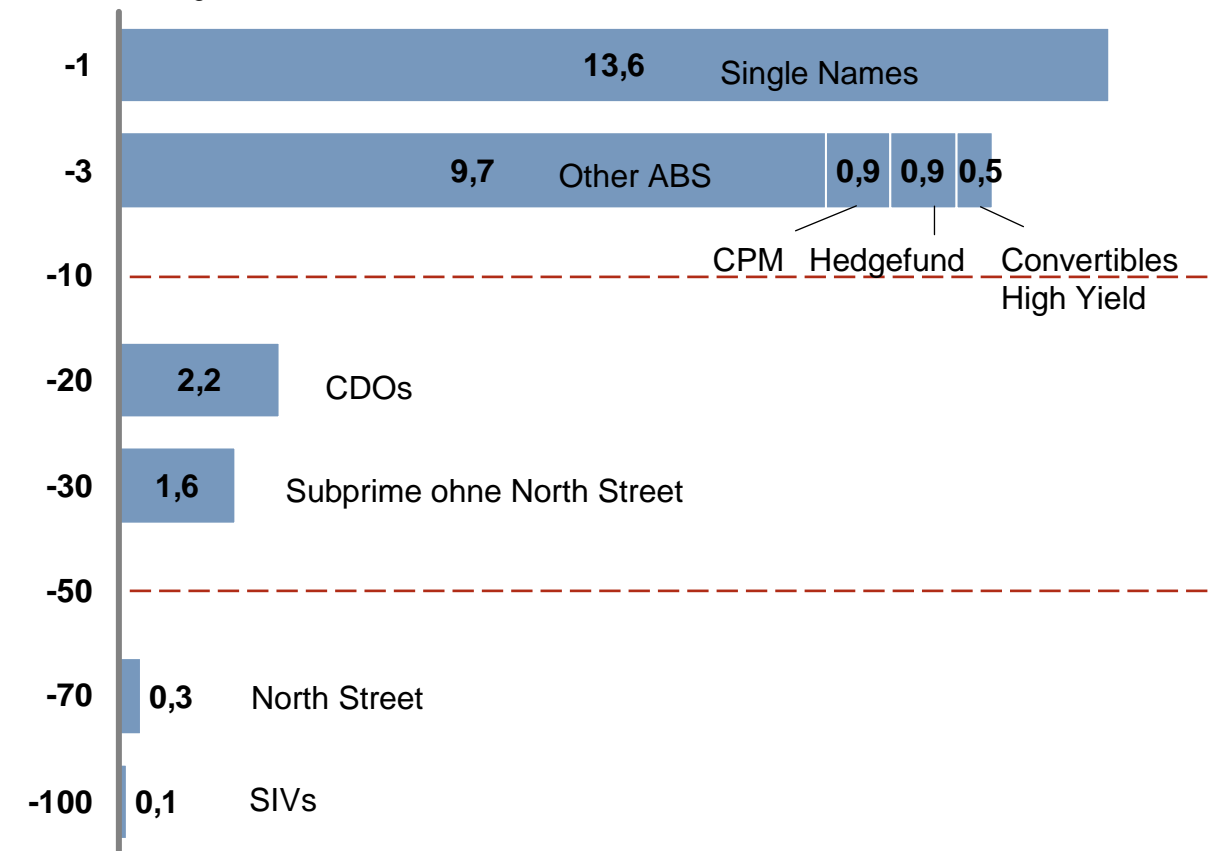 -1 13,6 Single Names
-3 9,7 Other ABS 0,9 0,9 0,5
CPM Hedgefund Convertibles
High Yield
-10
-20 2,2 CDOs
-30 1,6 Subprime ohne North Street
-50
-70 0,3 North Street
-100 0,1 SIVs